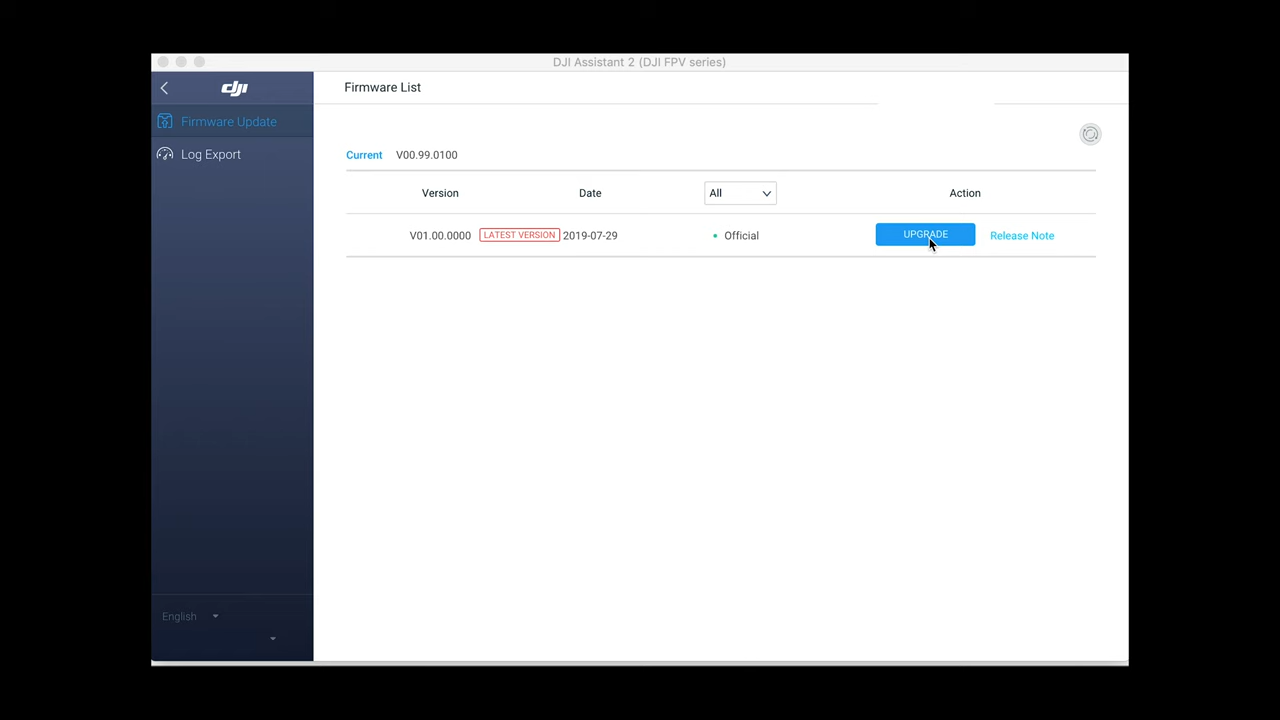 DJI Assistant 2 (DJI FPV series)
dji
Firmware List
Firmware Update
Log Export
Current V00.99.0100
Version Date All Action
V01.00.0000 LATEST VERSION 2019-07-29 Official UPGRADE Release Note
English